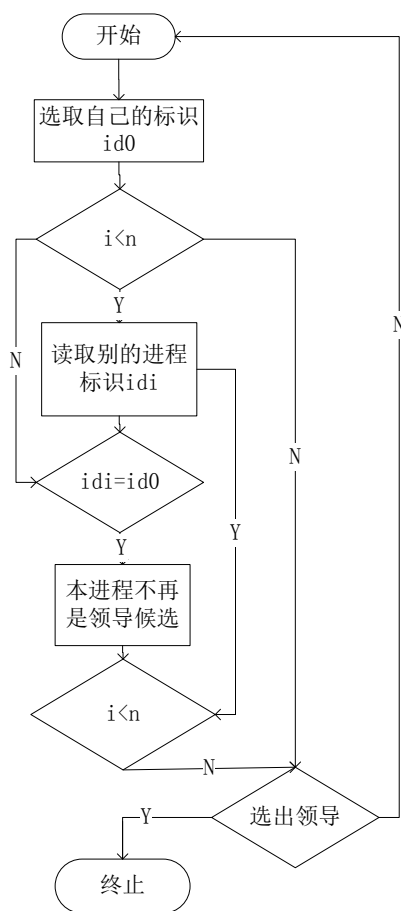 开始
选取自己的标识
id0
i<n
Y
N
N
读取别的进程
标识idi
N
idi=id0
Y
Y
本进程不再
是领导候选
i<n
N
Y
选出领导
终止